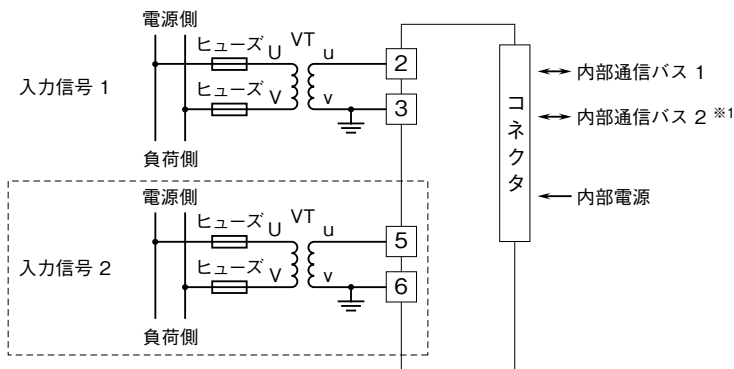 電源側
ヒューズ U VT u
2
入力信号 1
ヒューズ V v
3
負荷側
電源側
ヒューズ U VT u
5
入力信号 2
ヒューズ V v
6
負荷側
コネクタ
内部通信バス 1
内部通信バス 2 ※1
内部電源